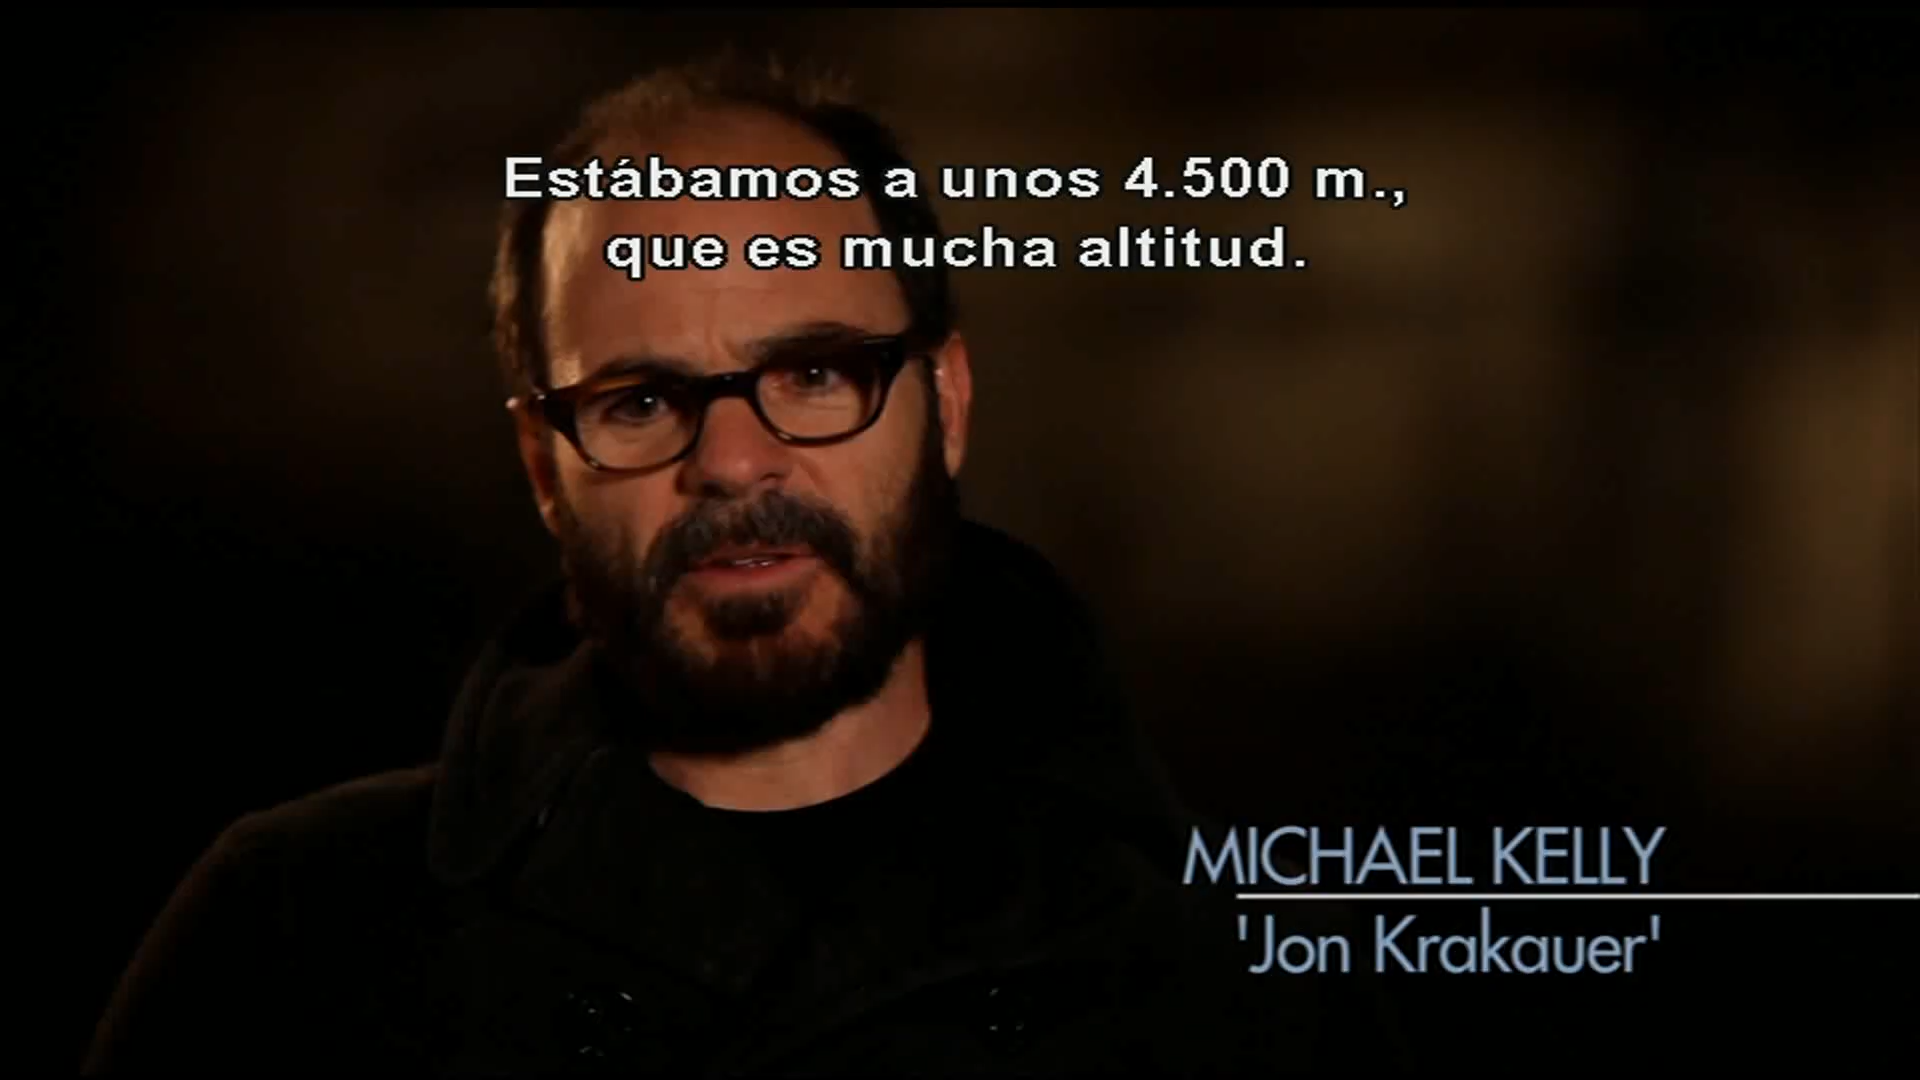 Estábamos a unos 4.500 m.,
que es mucha altitud.
MICHAEL KELLY
'Jon Krakauer'